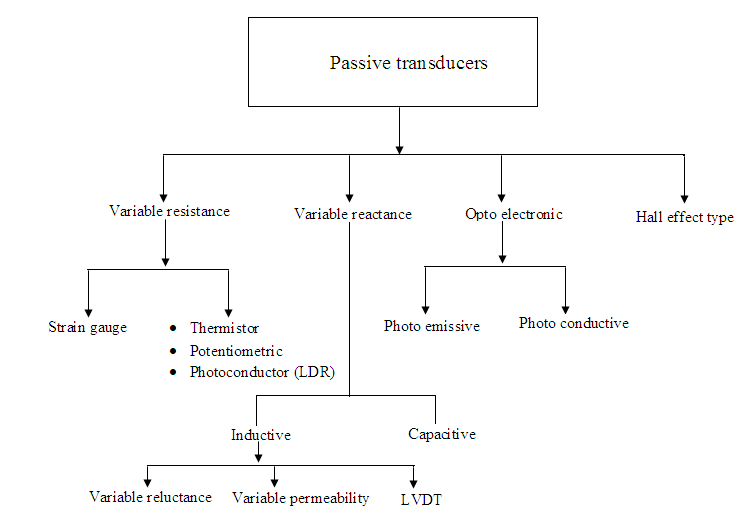 Passive transducers
Variable resistance
Variable reactance
Opto electronic
Hall effect type
Strain gauge
• Thermistor
• Potentiometric
• Photoconductor (LDR)
Photo emissive
Photo conductive
Inductive
Capacitive
Variable reluctance
Variable permeability
LVDT